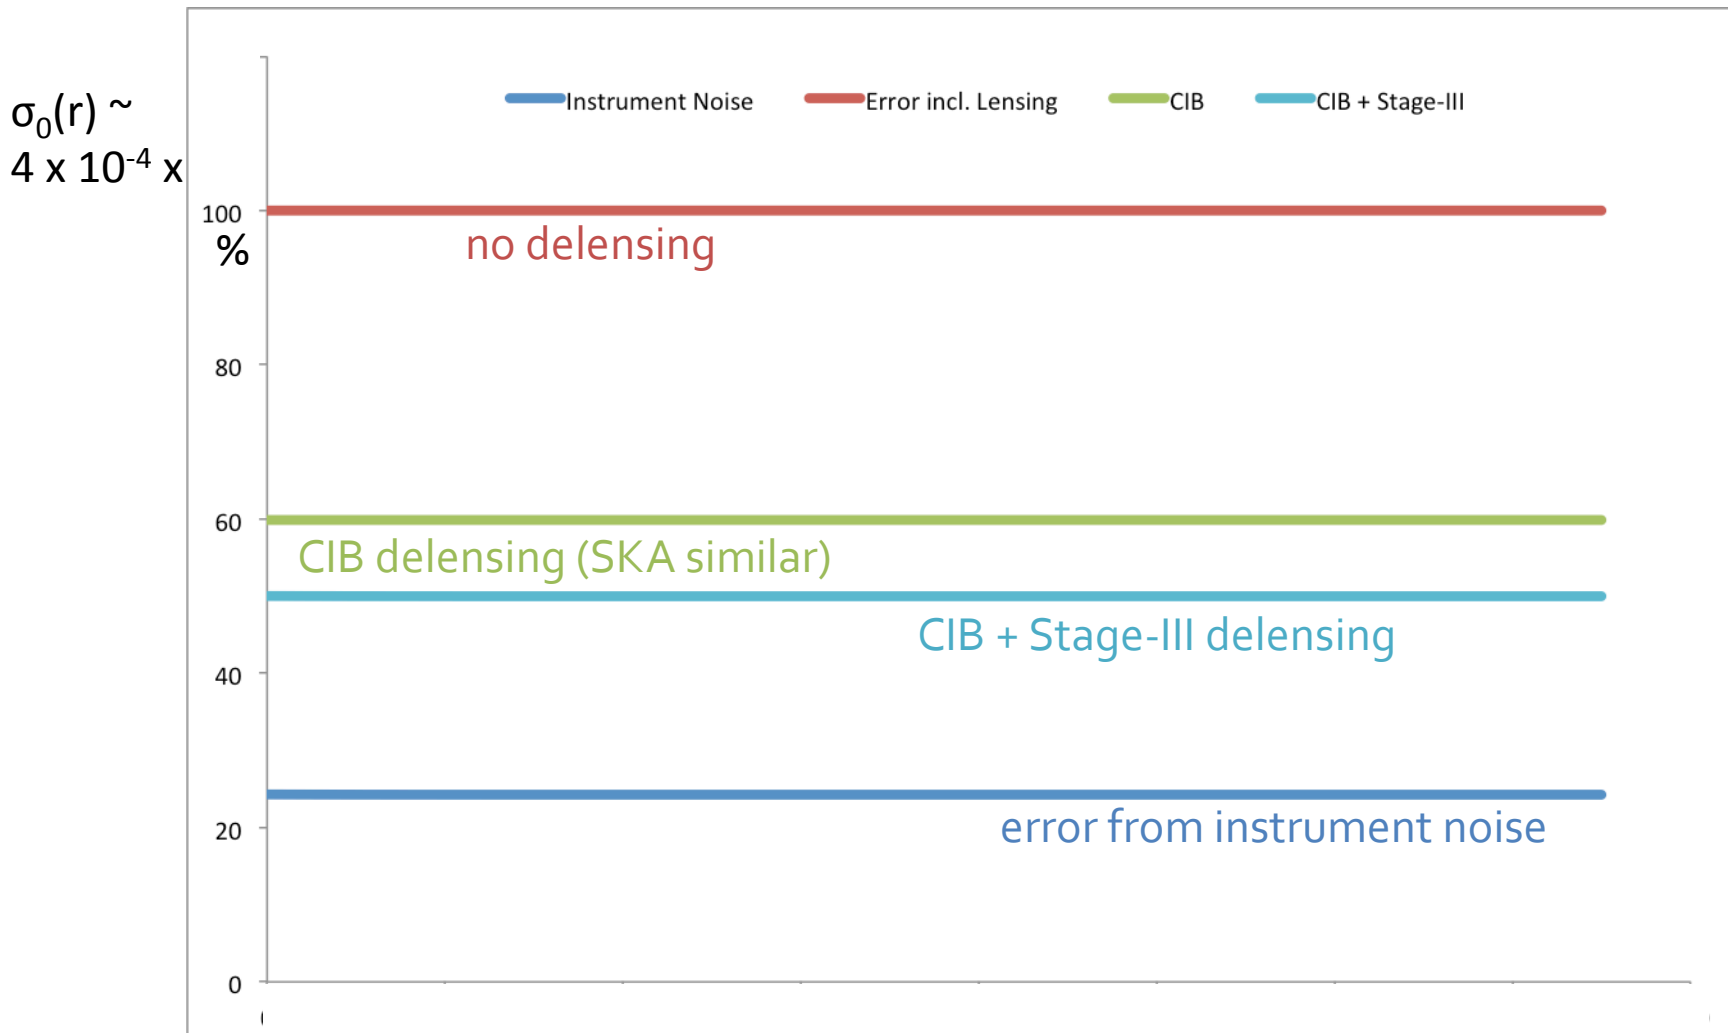 σ₀(r) ~
4 x 10⁻⁴ x
Instrument Noise Error incl. Lensing CIB CIB + Stage-III
100
%
no delensing
80
60
CIB delensing (SKA similar)
CIB + Stage-III delensing
40
20
error from instrument noise
0